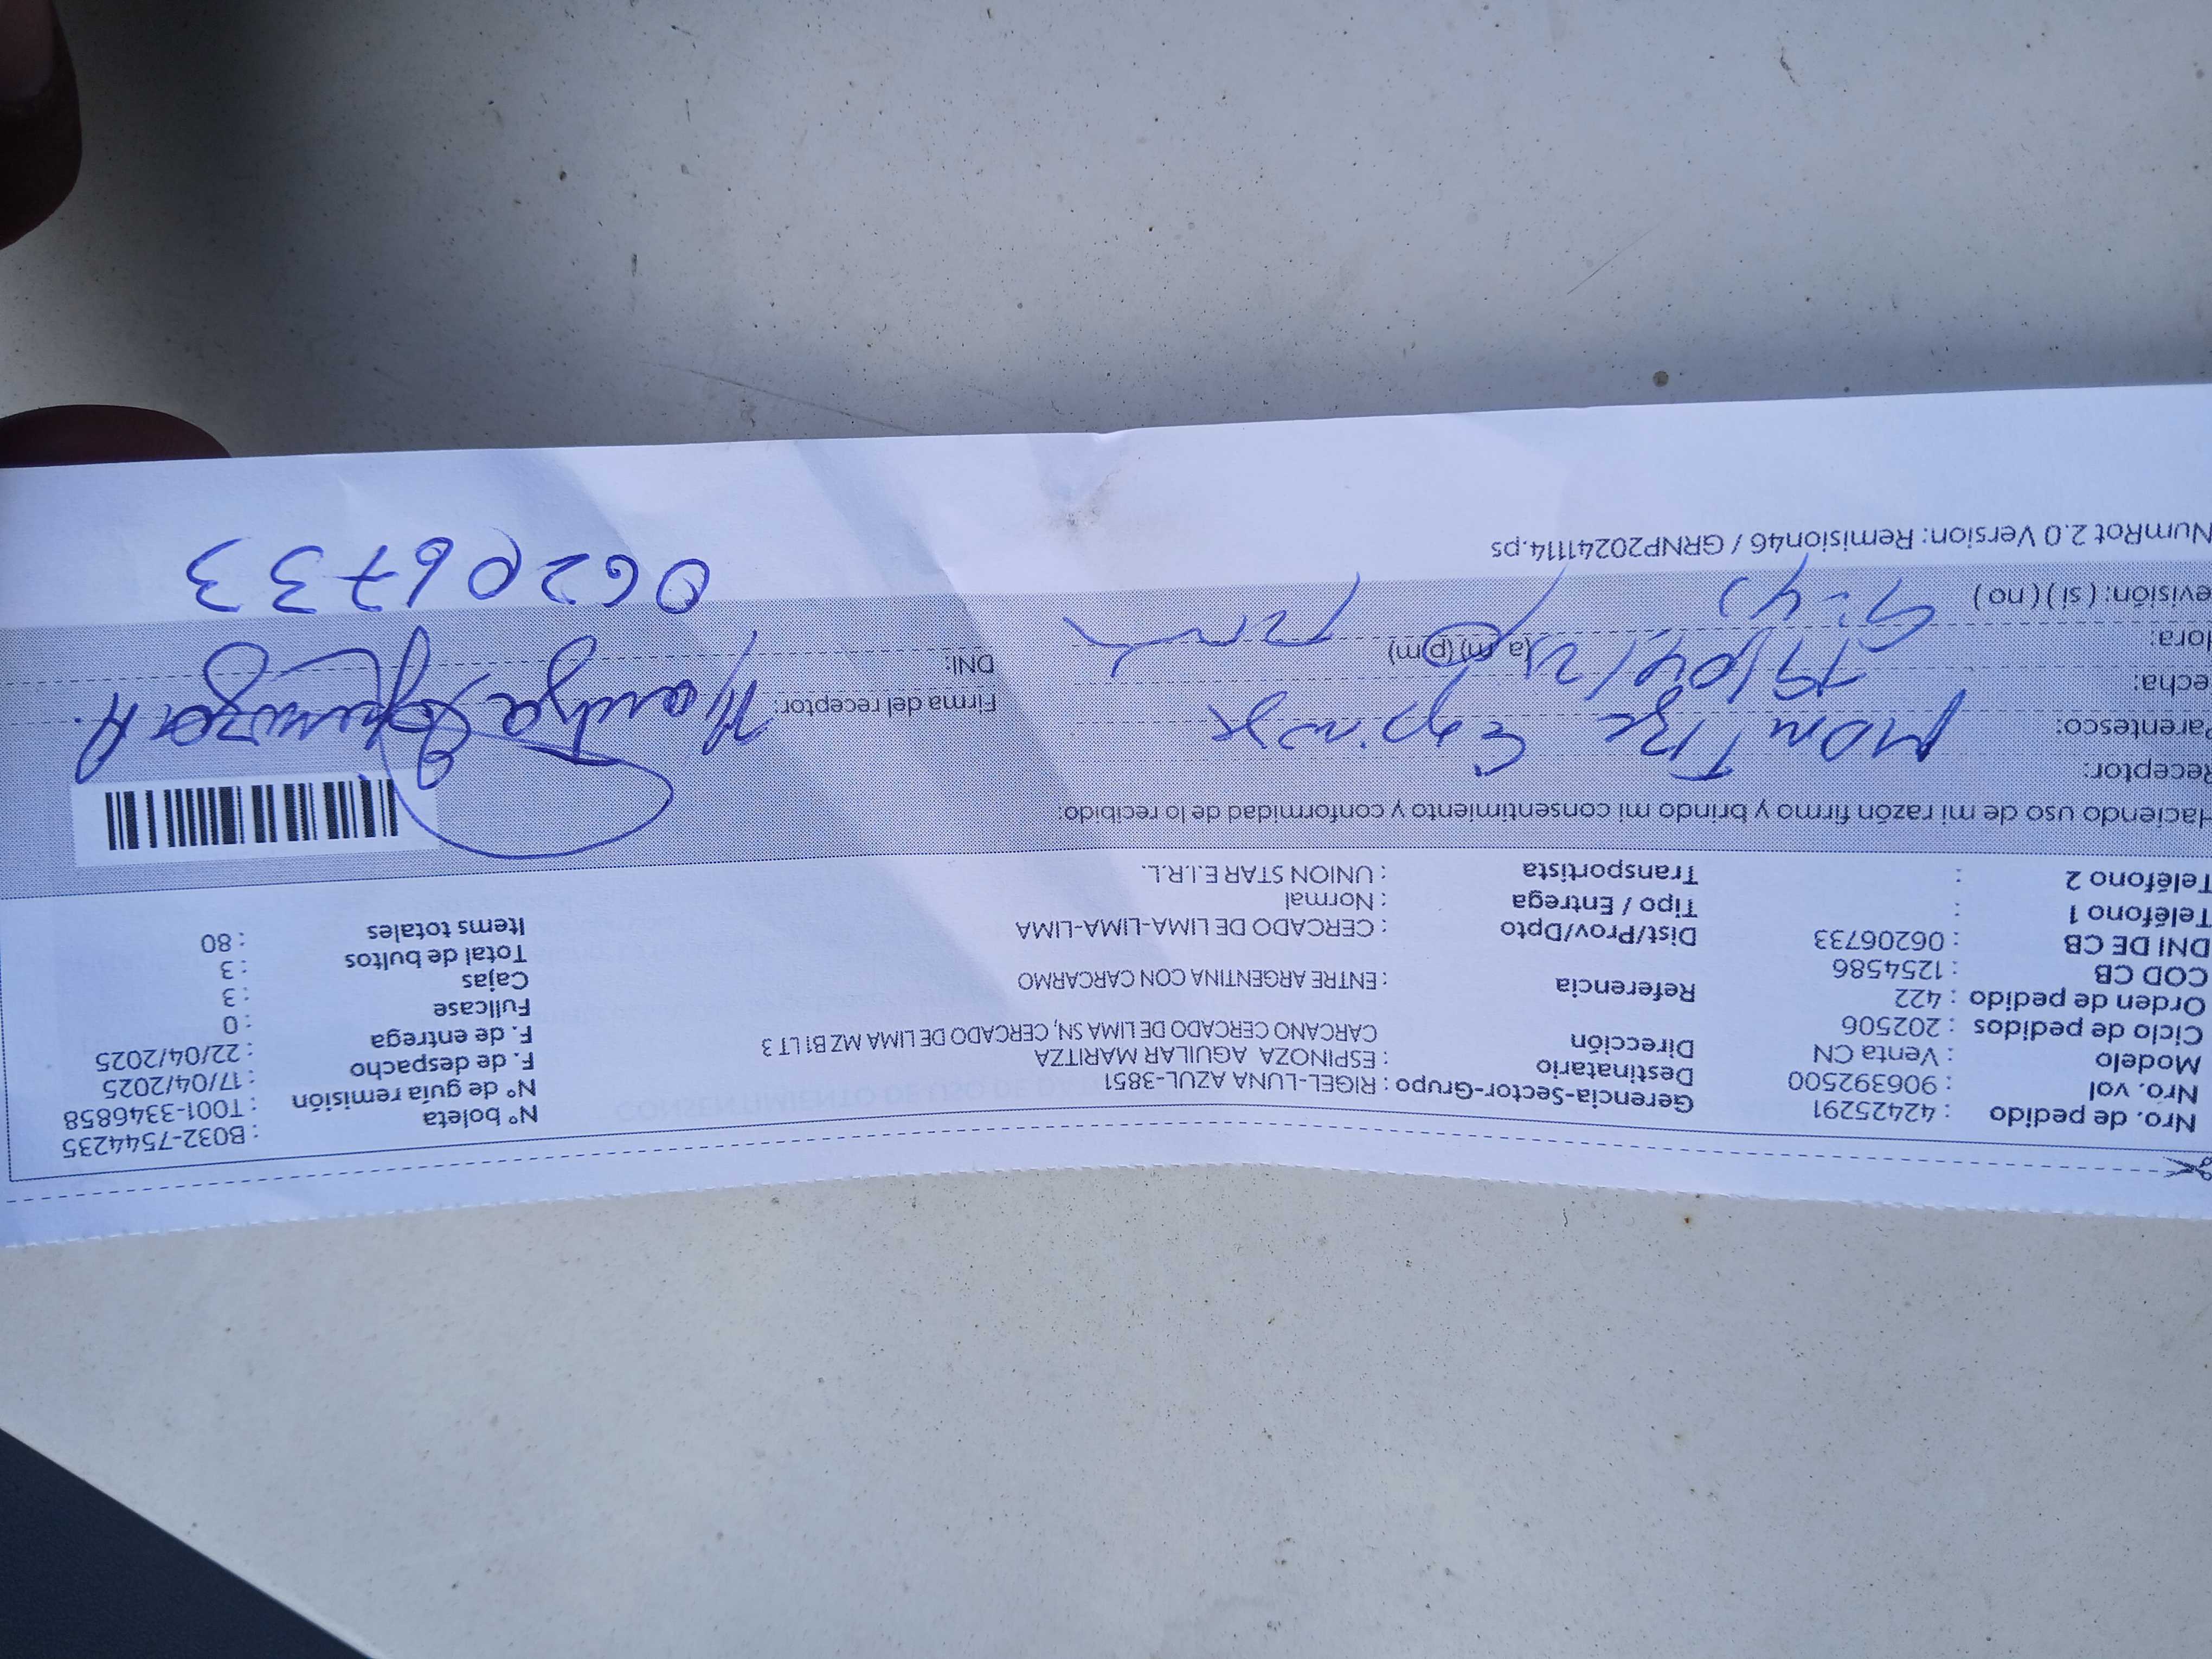 Nro. de pedido : 42425291
Nro. vol : 906392500
Modelo : Venta CN
Ciclo de pedidos : 202506
Orden de pedido : 422
COD CB : 1254586
DNI DE CB : 06206733
Teléfono 1 :
Teléfono 2 :
Gerencia-Sector-Grupo : RIGEL-LUNA AZUL-3851
Destinatario : ESPINOZA AGUILAR MARITZA
Dirección CARCANO CERCADO DE LIMA SN, CERCADO DE LIMA MZ B1 LT 3
Referencia : ENTRE ARGENTINA CON CARCARMO
Dist/Prov/Dpto : CERCADO DE LIMA-LIMA-LIMA
Tipo / Entrega : Normal
Transportista : UNION STAR E.I.R.L.
N° boleta : B032-7544235
N° de guía remisión : T001-3346858
F. de despacho : 17/04/2025
F. de entrega : 22/04/2025
Fullcase : 0
Cajas : 3
Total de bultos : 3
Items totales : 80
Haciendo uso de mi razón firmo y brindo mi consentimiento y conformidad de lo recibido:
Receptor:
Parentesco:
echa: 19/04/25
lora: (a m) (p m)
evisión: ( si ) ( no )
Firma del receptor: Maritza Espinoza A.
DNI:
06206733
NumRot 2.0 Version: Remision46 / GRNP20241114.ps